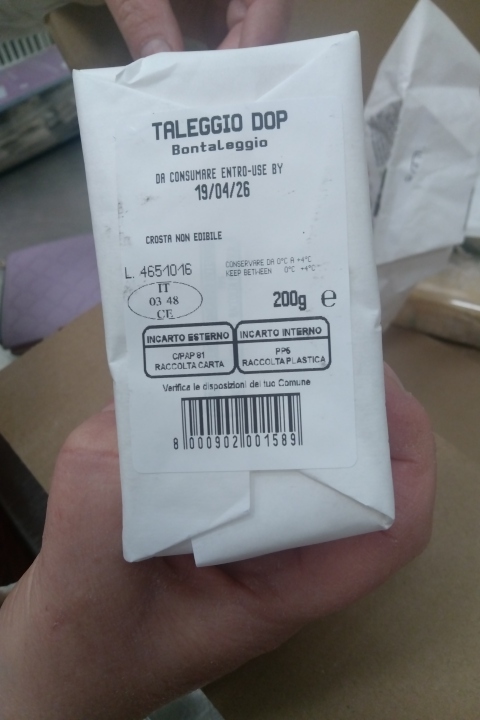 TALEGGIO DOP
BontaLeggio
DA CONSUMARE ENTRO-USE BY
19/04/26
CROSTA NON EDIBILE
L. 4651016
CONSERVARE DA 0°C A +4°C
KEEP BETWEEN 0°C +4°C
IT
03 48
CE
200g e
INCARTO ESTERNO
C/PAP 81
RACCOLTA CARTA
INCARTO INTERNO
PP5
RACCOLTA PLASTICA
Verifica le disposizioni del tuo Comune
8 000902 001589